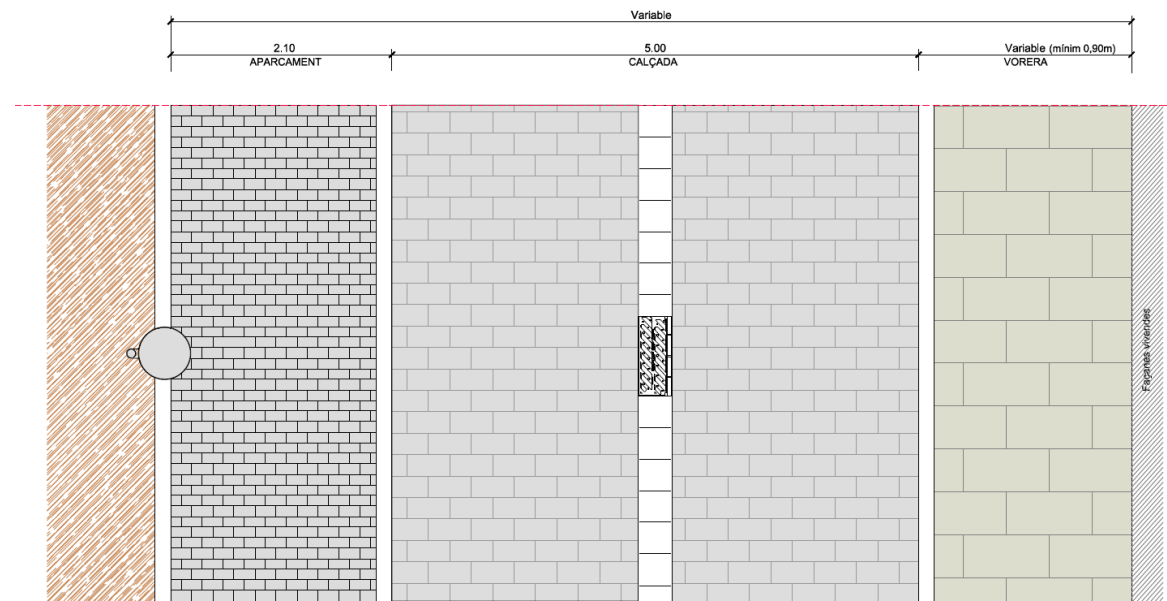 Variable
2.10
APARCAMENT
5.00
CALÇADA
Variable (mínim 0,90m)
VORERA
Façanes vivendes